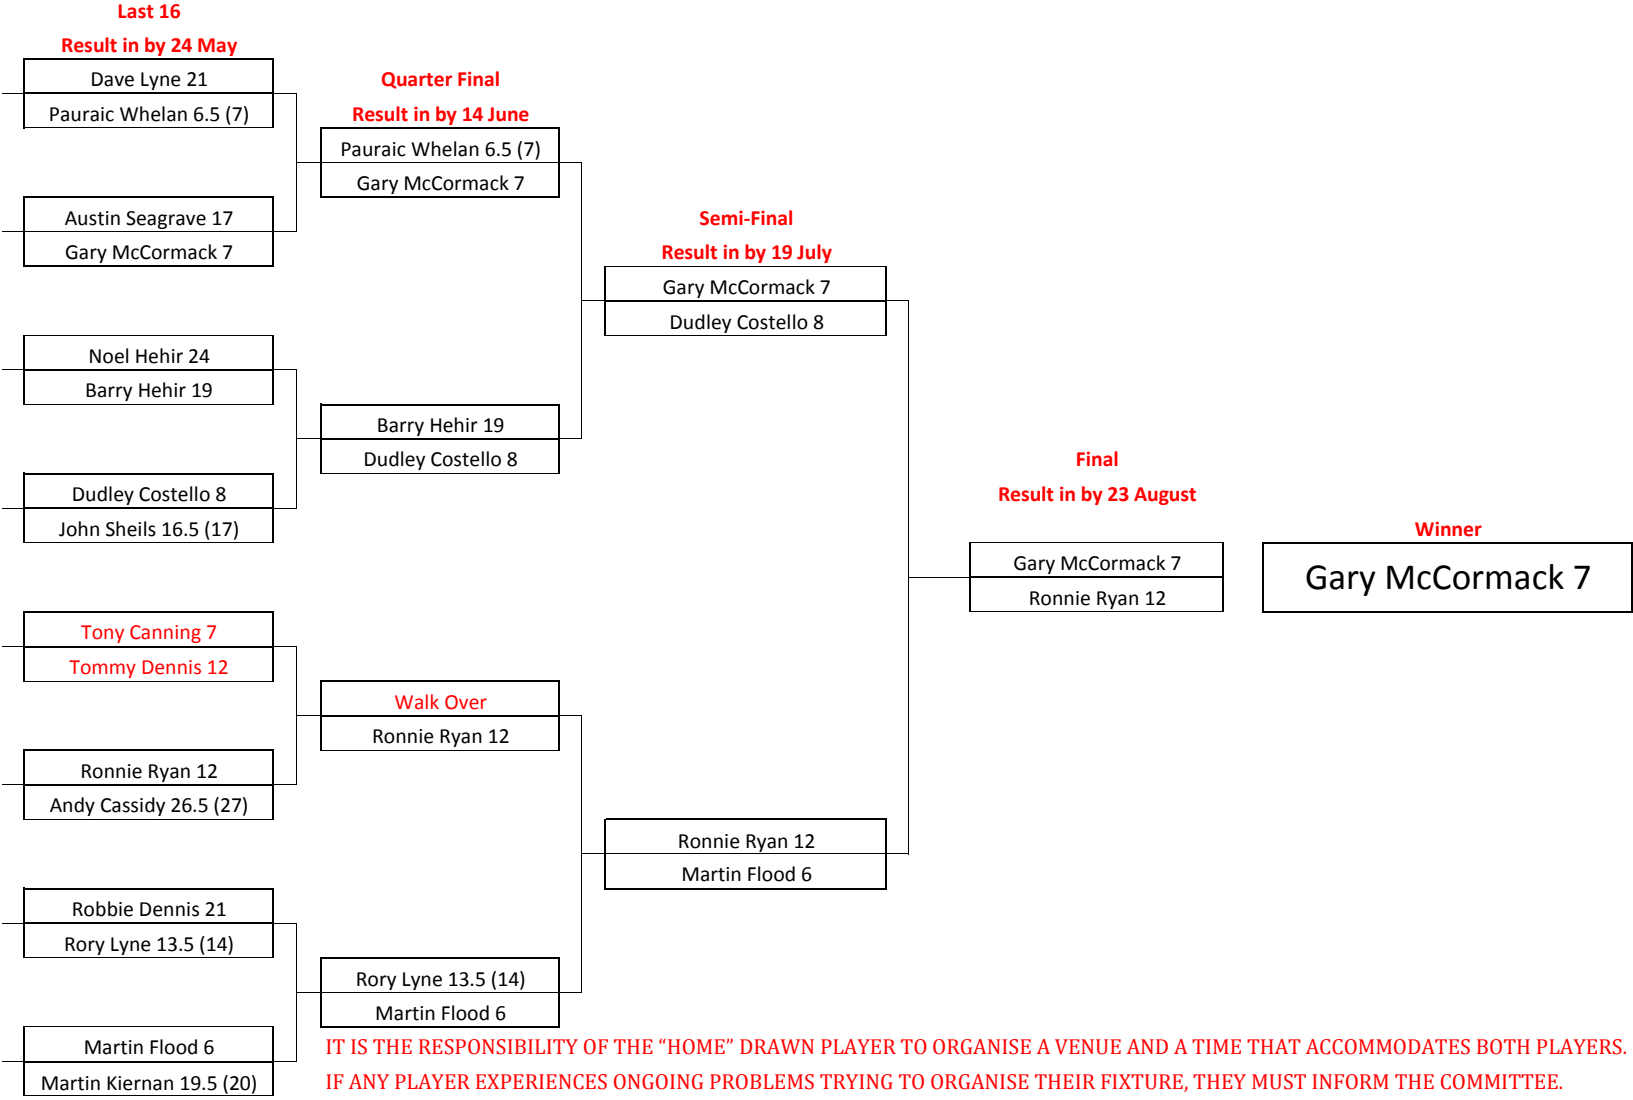 Last 16
Result in by 24 May
Dave Lyne 21
Pauraic Whelan 6.5 (7)
Austin Seagrave 17
Gary McCormack 7
Noel Hehir 24
Barry Hehir 19
Dudley Costello 8
John Sheils 16.5 (17)
Tony Canning 7
Tommy Dennis 12
Ronnie Ryan 12
Andy Cassidy 26.5 (27)
Robbie Dennis 21
Rory Lyne 13.5 (14)
Martin Flood 6
Martin Kiernan 19.5 (20)
Quarter Final
Result in by 14 June
Pauraic Whelan 6.5 (7)
Gary McCormack 7
Barry Hehir 19
Dudley Costello 8
Walk Over
Ronnie Ryan 12
Rory Lyne 13.5 (14)
Martin Flood 6
Semi-Final
Result in by 19 July
Gary McCormack 7
Dudley Costello 8
Ronnie Ryan 12
Martin Flood 6
Final
Result in by 23 August
Gary McCormack 7
Ronnie Ryan 12
Winner
Gary McCormack 7
IT IS THE RESPONSIBILITY OF THE “HOME” DRAWN PLAYER TO ORGANISE A VENUE AND A TIME THAT ACCOMMODATES BOTH PLAYERS.
IF ANY PLAYER EXPERIENCES ONGOING PROBLEMS TRYING TO ORGANISE THEIR FIXTURE, THEY MUST INFORM THE COMMITTEE.